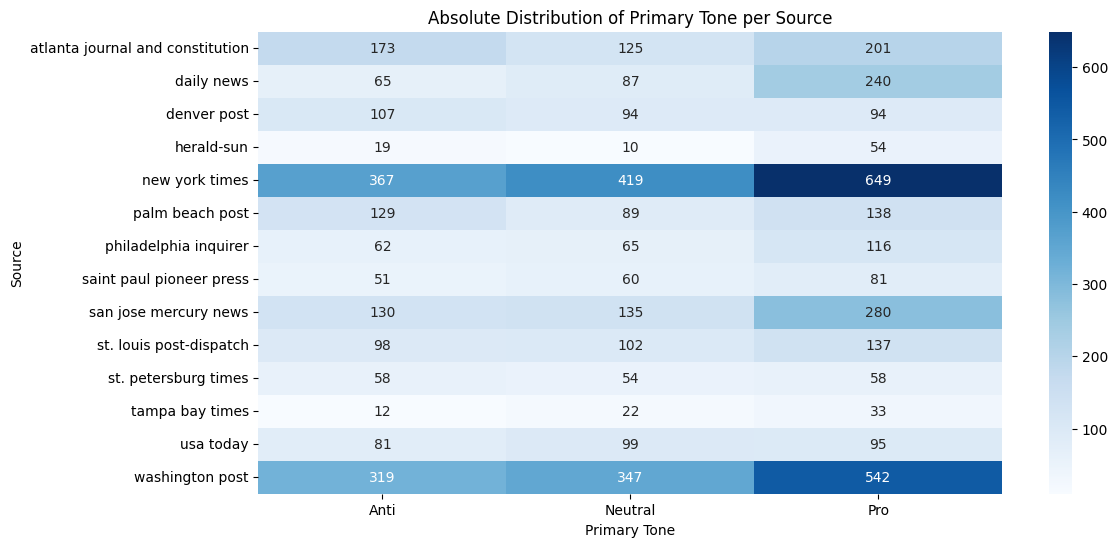 Absolute Distribution of Primary Tone per Source
Source
atlanta journal and constitution 173 125 201
daily news 65 87 240
denver post 107 94 94
herald-sun 19 10 54
new york times 367 419 649
palm beach post 129 89 138
philadelphia inquirer 62 65 116
saint paul pioneer press 51 60 81
san jose mercury news 130 135 280
st. louis post-dispatch 98 102 137
st. petersburg times 58 54 58
tampa bay times 12 22 33
usa today 81 99 95
washington post 319 347 542
Anti Neutral Pro
Primary Tone
600
500
400
300
200
100